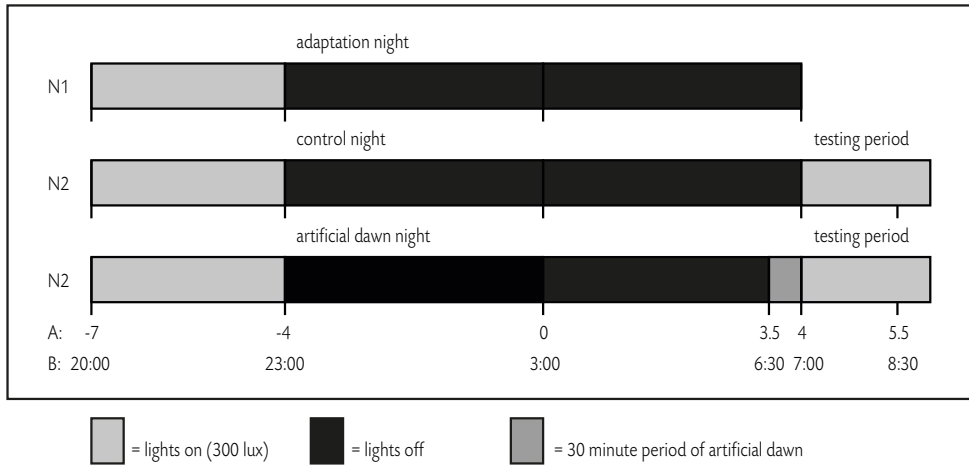 adaptation night
N1
control night testing period
N2
artificial dawn night testing period
N2
A: -7 -4 0 3.5 4 5.5
B: 20:00 23:00 3:00 6:30 7:00 8:30
= lights on (300 lux) = lights off = 30 minute period of artificial dawn